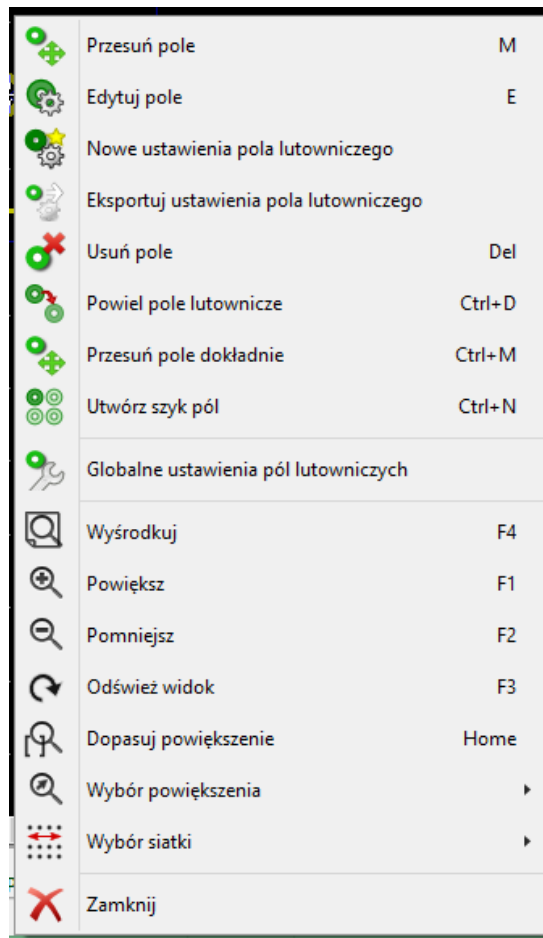 Przesuń pole M
Edytuj pole E
Nowe ustawienia pola lutowniczego
Eksportuj ustawienia pola lutowniczego
Usuń pole Del
Powiel pole lutownicze Ctrl+D
Przesuń pole dokładnie Ctrl+M
Utwórz szyk pól Ctrl+N
Globalne ustawienia pól lutowniczych
Wyśrodkuj F4
Powiększ F1
Pomniejsz F2
Odśwież widok F3
Dopasuj powiększenie Home
Wybór powiększenia
Wybór siatki
Zamknij